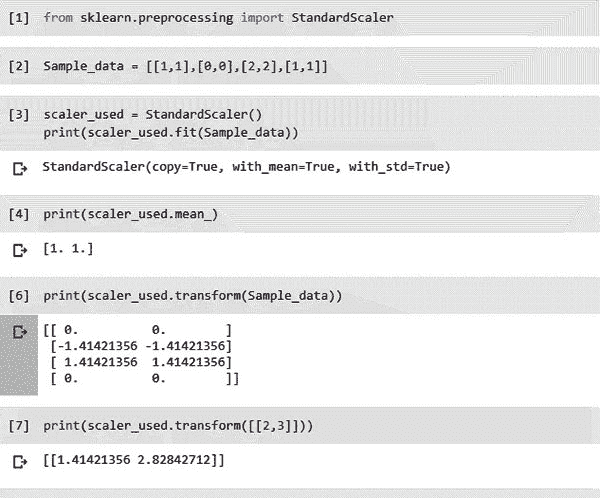 [1] from sklearn.preprocessing import StandardScaler
[2] Sample_data = [[1,1],[0,0],[2,2],[1,1]]
[3] scaler_used = StandardScaler()
print(scaler_used.fit(Sample_data))
StandardScaler(copy=True, with_mean=True, with_std=True)
[4] print(scaler_used.mean_)
[1. 1.]
[6] print(scaler_used.transform(Sample_data))
[[ 0.          0.        ]
 [-1.41421356 -1.41421356]
 [ 1.41421356  1.41421356]
 [ 0.          0.        ]]
[7] print(scaler_used.transform([[2,3]]))
[[1.41421356 2.82842712]]